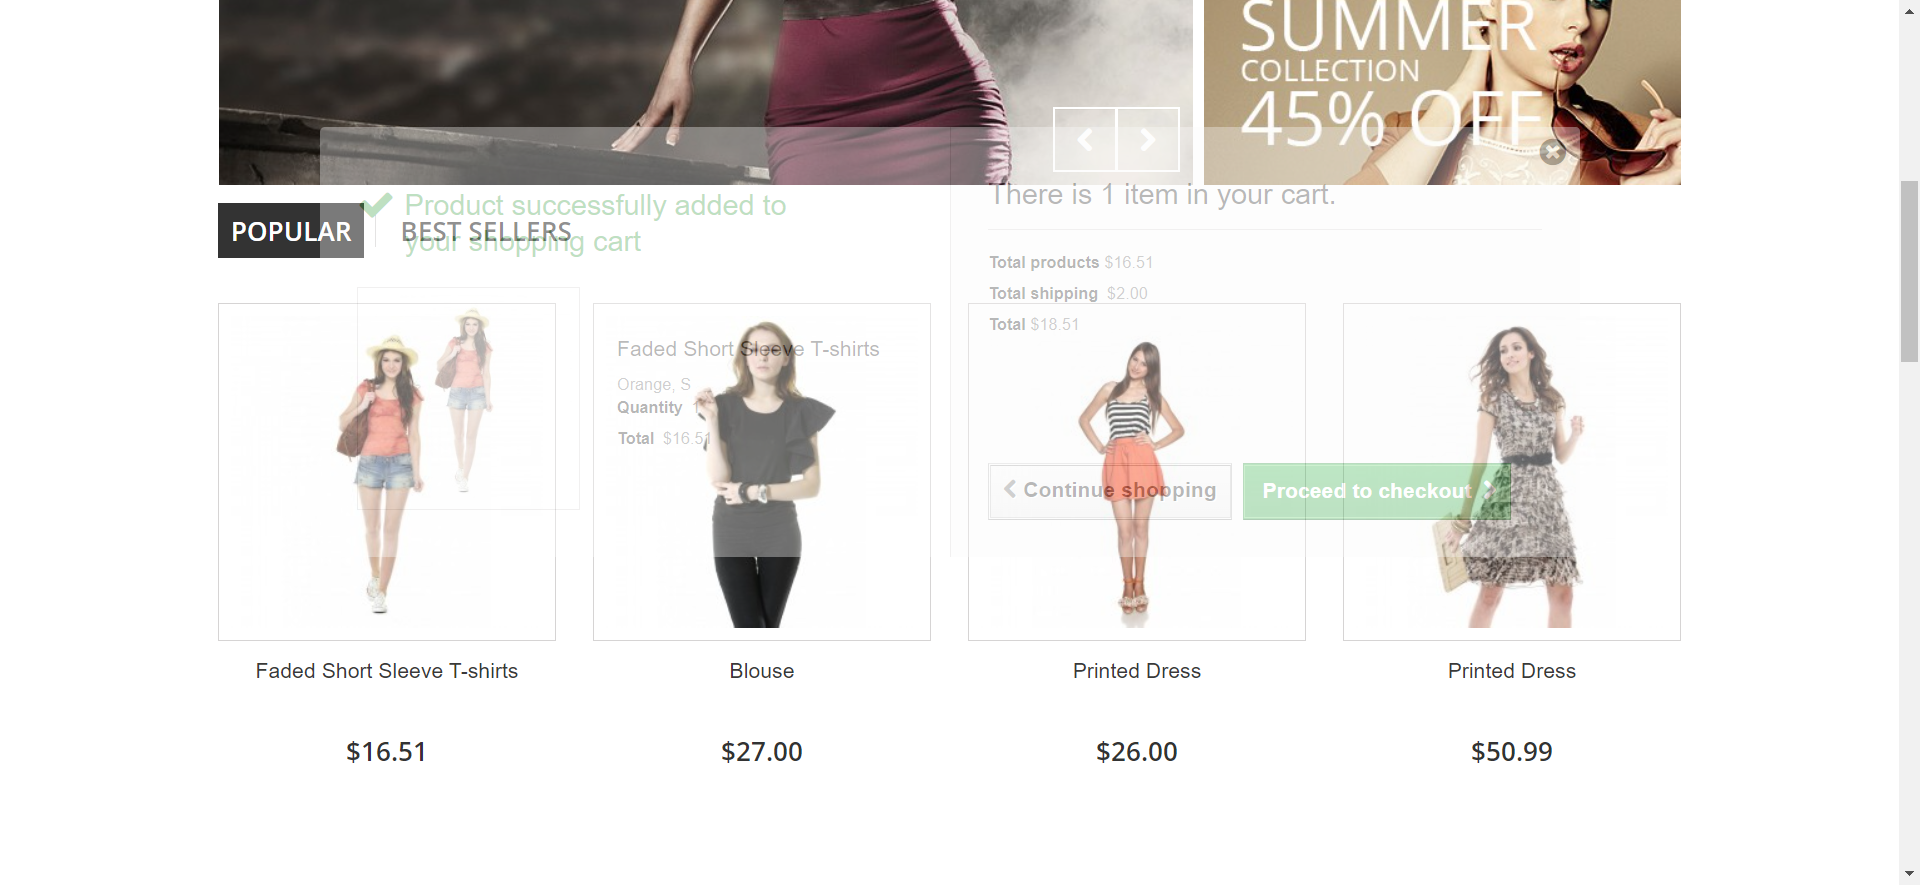 SUMMER
COLLECTION
45% OFF
Product successfully added to
your shopping cart
There is 1 item in your cart.
POPULAR
BEST SELLERS
Total products $16.51
Total shipping $2.00
Total $18.51
Faded Short Sleeve T-shirts
Orange, S
Quantity
Total $16.51
Continue shopping
Proceed to checkout
Faded Short Sleeve T-shirts
Blouse
Printed Dress
Printed Dress
$16.51
$27.00
$26.00
$50.99